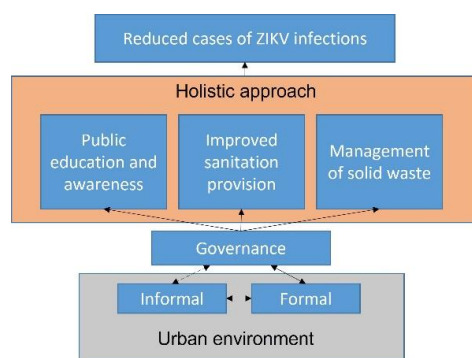 Reduced cases of ZIKV infections
Holistic approach
Public
education and
awareness
Improved
sanitation
provision
Management
of solid waste
Governance
Informal
Formal
Urban environment